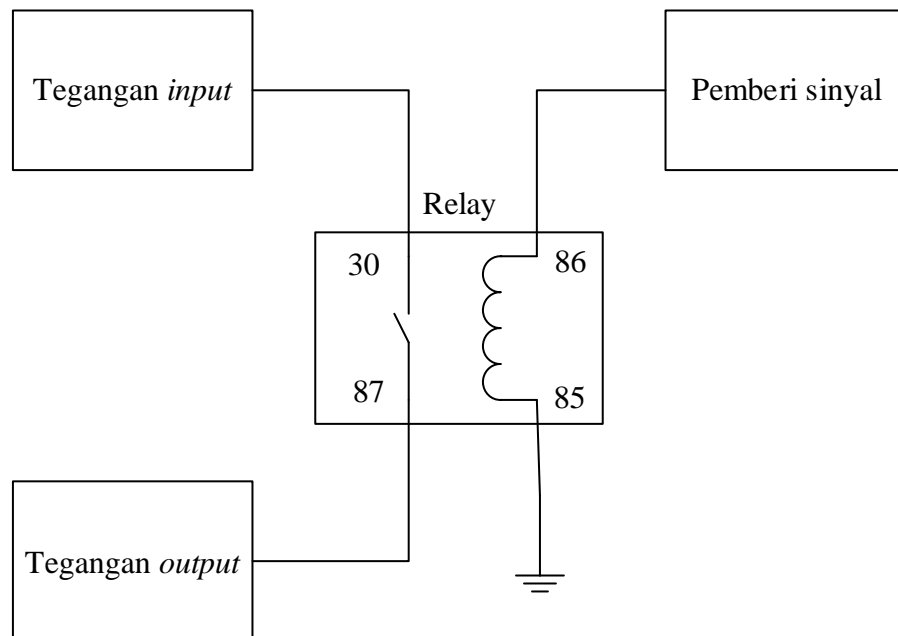 Tegangan input
Pemberi sinyal
Relay
30
86
87
85
Tegangan output